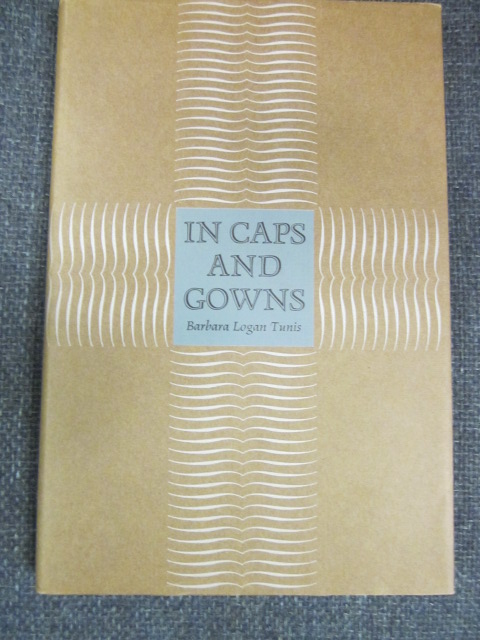 IN CAPS
AND
GOWNS
Barbara Logan Tunis